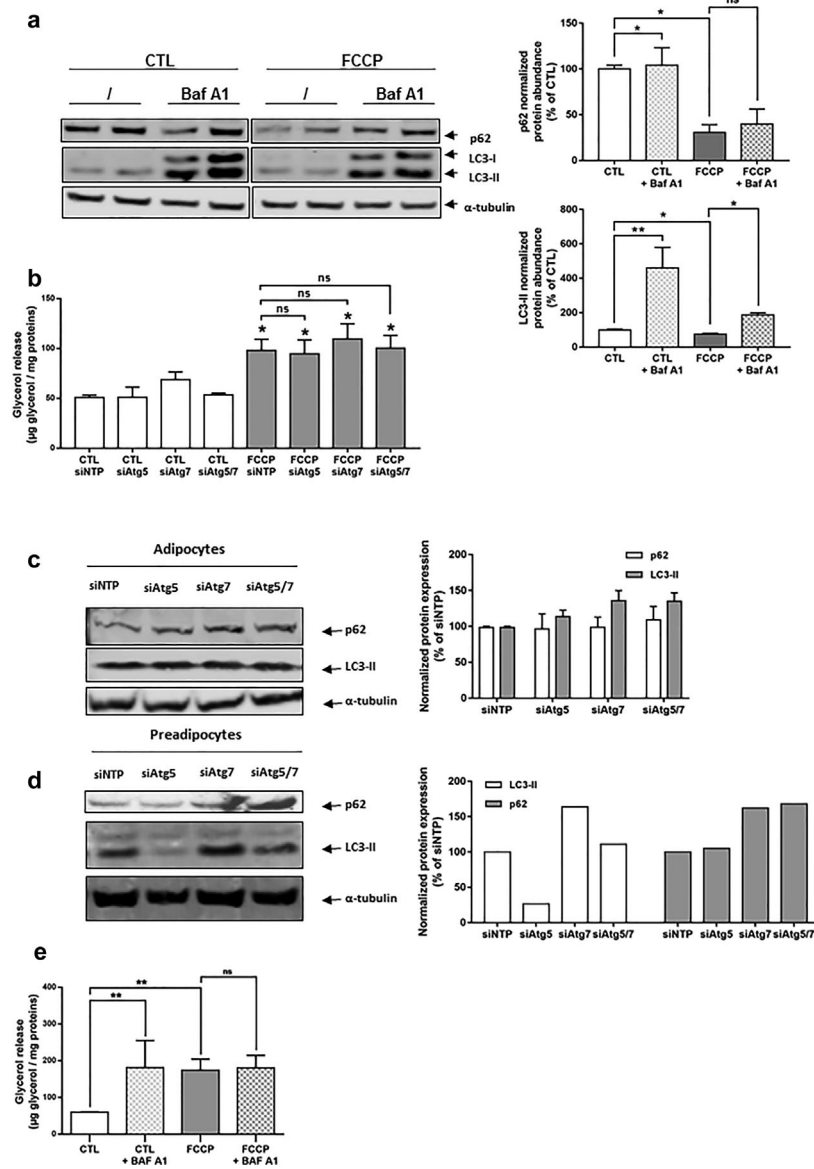 a
CTL
FCCP
/
Baf A1
/
Baf A1
p62
LC3-I
LC3-II
α-tubulin
p62 normalized
protein abundance
(% of CTL)
150
100
50
0
*
*
ns
CTL
CTL
+ Baf A1
FCCP
FCCP
+ Baf A1
LC3-II normalized
protein abundance
(% of CTL)
800
600
400
200
0
**
*
*
CTL
CTL
+ Baf A1
FCCP
FCCP
+ Baf A1
b
Glycerol release
(µg glycerol / mg proteins)
150
100
50
0
ns
ns
ns
* * * *
CTL
siNTP
CTL
siAtg5
CTL
siAtg7
CTL
siAtg5/7
FCCP
siNTP
FCCP
siAtg5
FCCP
siAtg7
FCCP
siAtg5/7
c
Adipocytes
siNTP siAtg5 siAtg7 siAtg5/7
p62
LC3-II
α-tubulin
Normalized protein expression
(% of siNTP)
200
150
100
50
0
p62
LC3-II
siNTP siAtg5 siAtg7 siAtg5/7
Preadipocytes
d
siNTP siAtg5 siAtg7 siAtg5/7
p62
LC3-II
α-tubulin
Normalized protein expression
(% of siNTP)
200
150
100
50
0
LC3-II
p62
siNTP siAtg5 siAtg7 siAtg5/7 siNTP siAtg5 siAtg7 siAtg5/7
e
Glycerol release
(µg glycerol / mg proteins)
400
300
200
100
0
**
**
ns
CTL
CTL
+ BAF A1
FCCP
FCCP
+ BAF A1